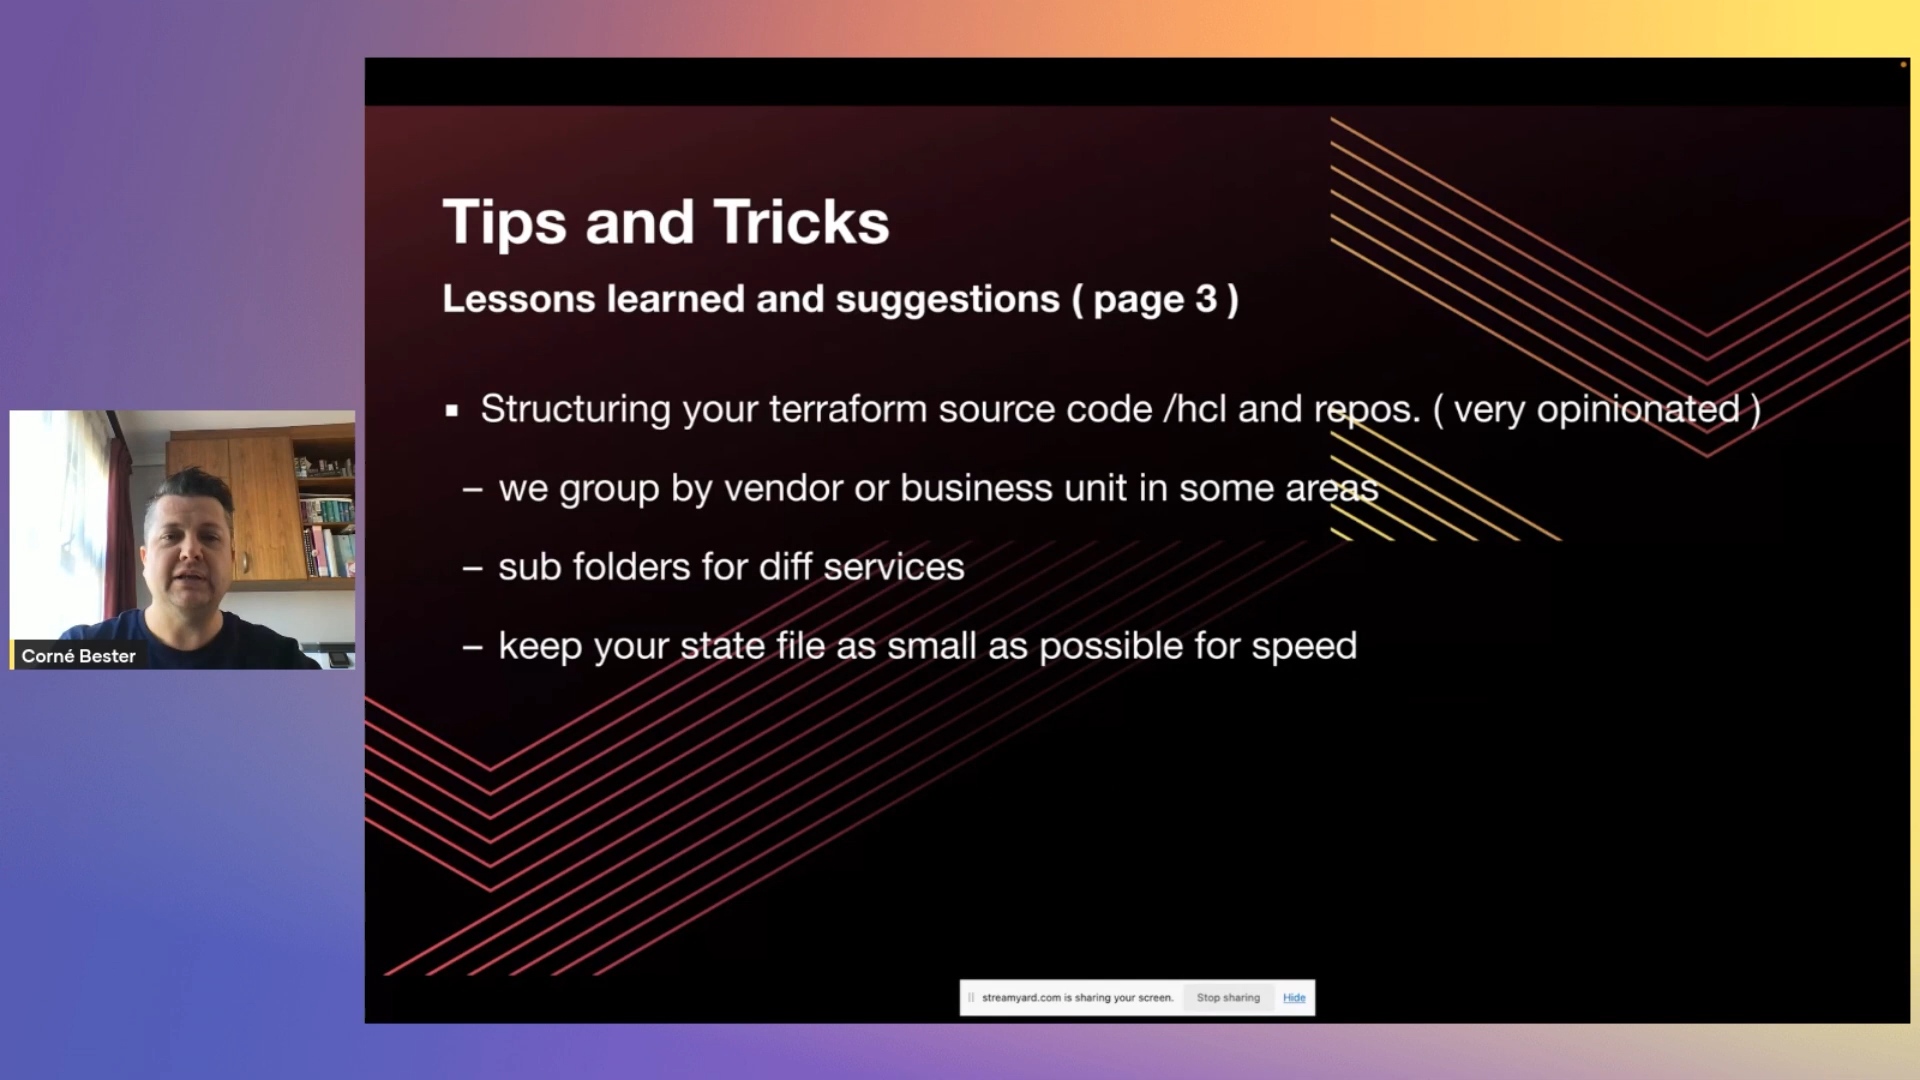 Tips and Tricks
Lessons learned and suggestions ( page 3 )
▪ Structuring your terraform source code /hcl and repos. ( very opinionated )
– we group by vendor or business unit in some areas
– sub folders for diff services
– keep your state file as small as possible for speed
Corné Bester
streamyard.com is sharing your screen. Stop sharing Hide